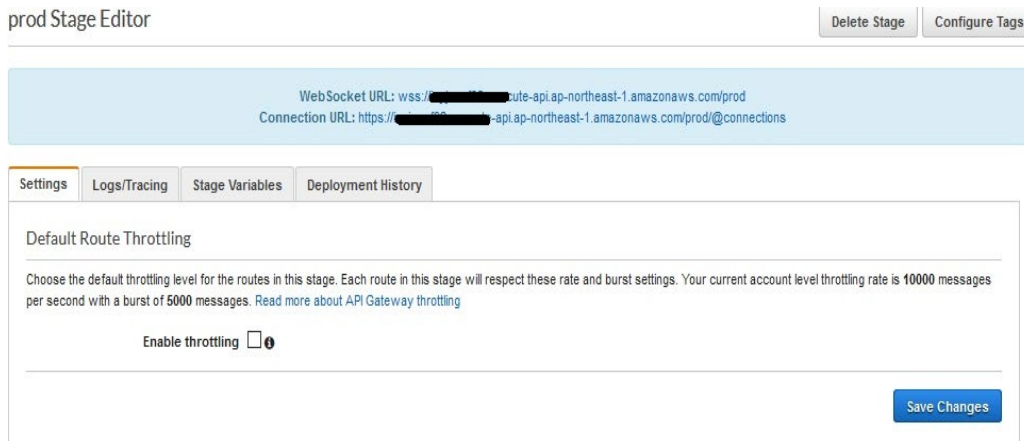 prod Stage Editor
Delete Stage
Configure Tags
WebSocket URL: wss://cute-api.ap-northeast-1.amazonaws.com/prod
Connection URL: https://-api.ap-northeast-1.amazonaws.com/prod/@connections
Settings
Logs/Tracing
Stage Variables
Deployment History
Default Route Throttling
Choose the default throttling level for the routes in this stage. Each route in this stage will respect these rate and burst settings. Your current account level throttling rate is 10000 messages
per second with a burst of 5000 messages. Read more about API Gateway throttling
Enable throttling
Save Changes